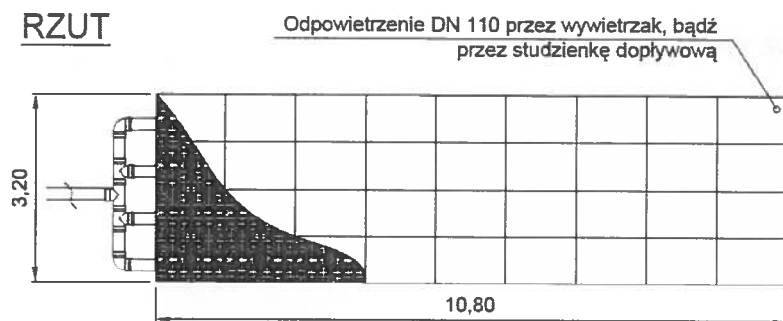 RZUT
Odpowietrzenie DN 110 przez wywietrzak, bądź
przez studzienkę dopływową
3,20
10,80